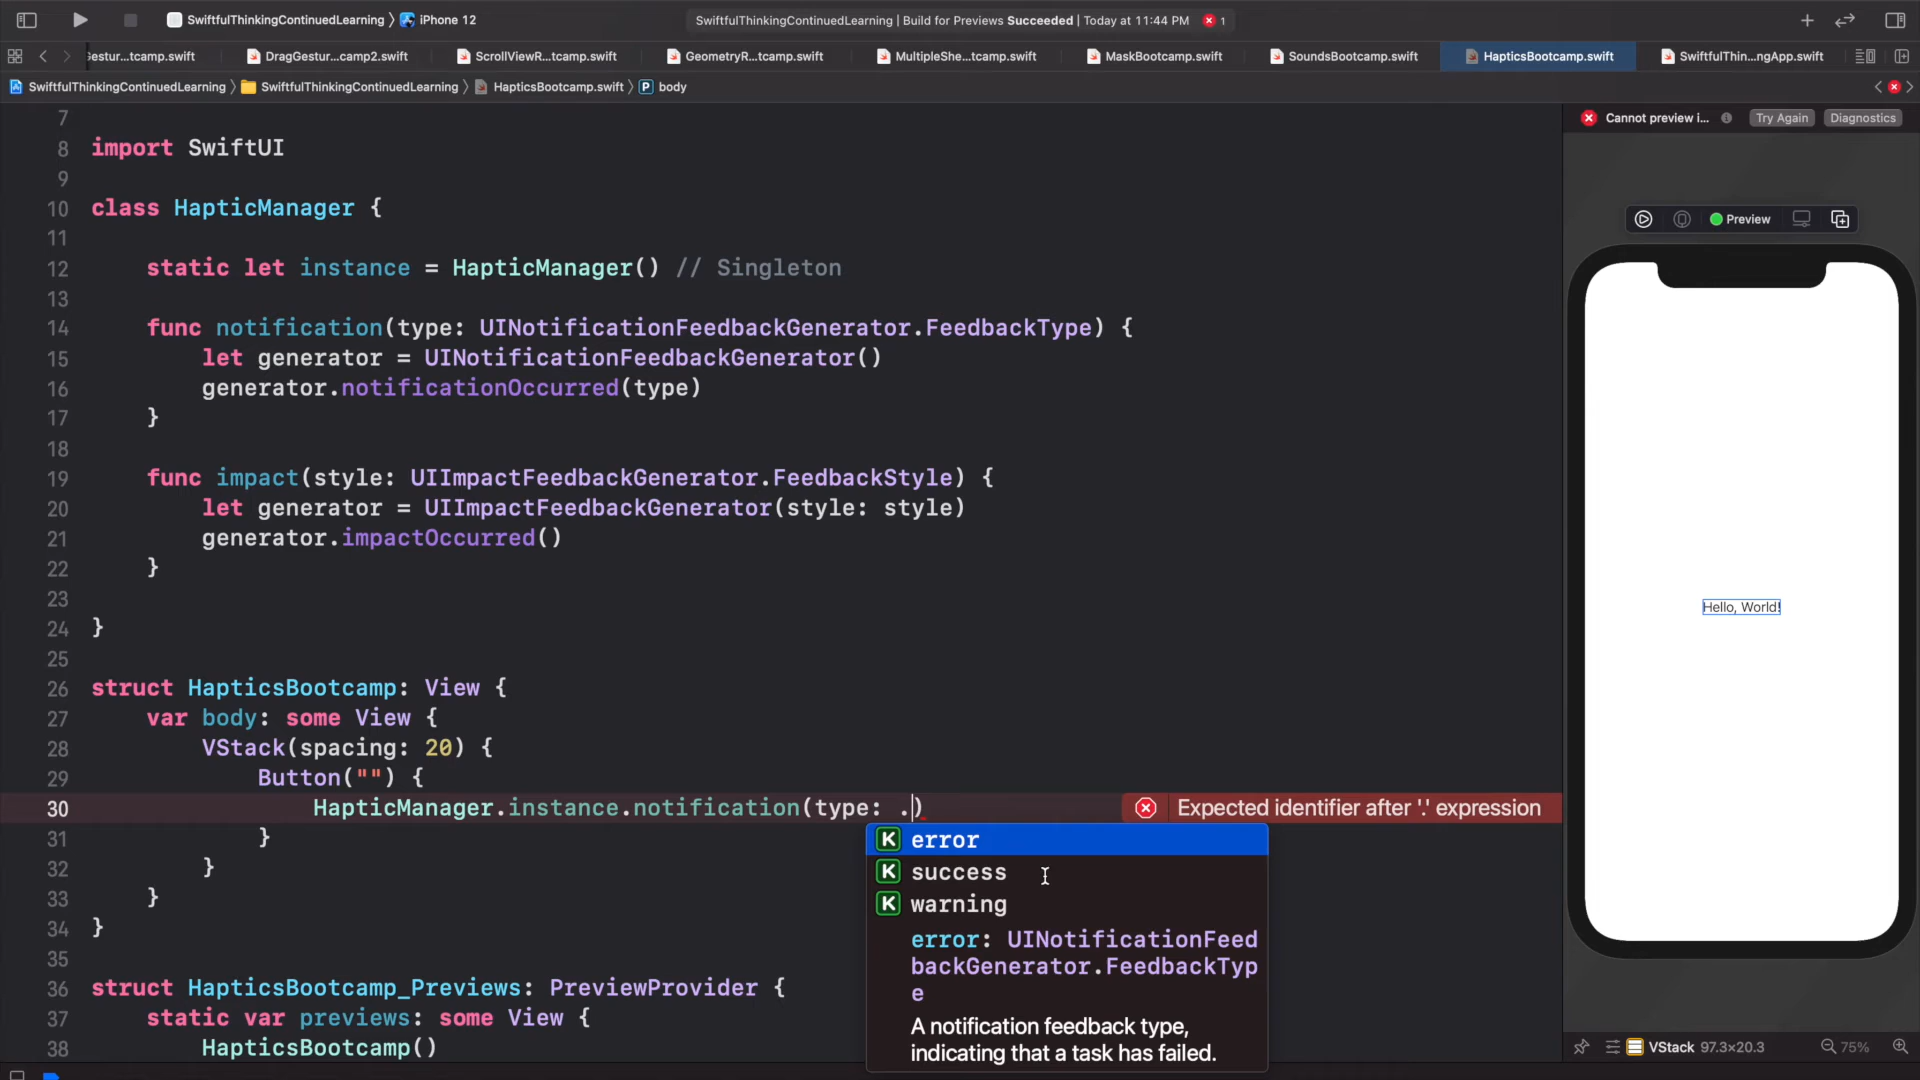 SwiftfulThinkingContinuedLearning 〉 iPhone 12
SwiftfulThinkingContinuedLearning | Build for Previews Succeeded | Today at 11:44 PM 1
Gestur...tcamp.swift DragGestur...camp2.swift ScrollViewR...tcamp.swift GeometryR...tcamp.swift MultipleShe...tcamp.swift MaskBootcamp.swift SoundsBootcamp.swift HapticsBootcamp.swift SwiftfulThin...ngApp.swift
SwiftfulThinkingContinuedLearning 〉 SwiftfulThinkingContinuedLearning 〉 HapticsBootcamp.swift 〉 P body
7
8 import SwiftUI
9
10 class HapticManager {
11
12 static let instance = HapticManager() // Singleton
13
14 func notification(type: UINotificationFeedbackGenerator.FeedbackType) {
15 let generator = UINotificationFeedbackGenerator()
16 generator.notificationOccurred(type)
17 }
18
19 func impact(style: UIImpactFeedbackGenerator.FeedbackStyle) {
20 let generator = UIImpactFeedbackGenerator(style: style)
21 generator.impactOccurred()
22 }
23
24 }
25
26 struct HapticsBootcamp: View {
27 var body: some View {
28 VStack(spacing: 20) {
29 Button("") {
30 HapticManager.instance.notification(type: .) Expected identifier after '.' expression
31 }
32 }
33 }
34 }
35
36 struct HapticsBootcamp_Previews: PreviewProvider {
37 static var previews: some View {
38 HapticsBootcamp()
K error
K success
K warning
error: UINotificationFeed
backGenerator.FeedbackTyp
e
A notification feedback type,
indicating that a task has failed.
Cannot preview i... Try Again Diagnostics
Preview
Hello, World!
VStack 97.3×20.3 75%